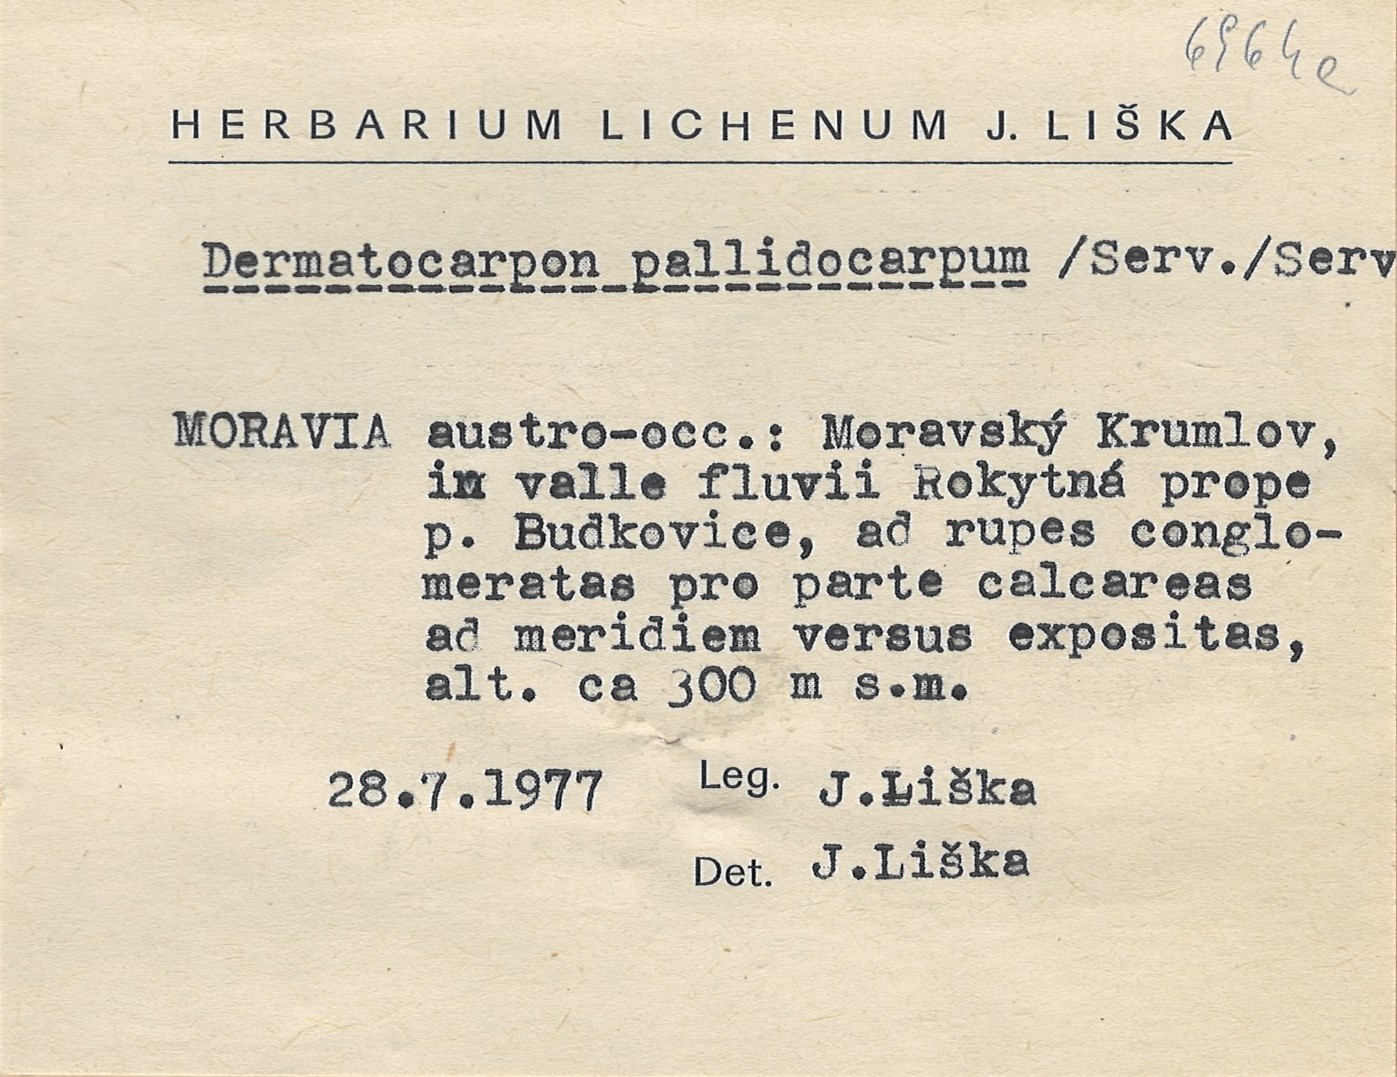 6964e
HERBARIUM LICHENUM J. LIŠKA
Dermatocarpon pallidocarpum /Serv./Serv
MORAVIA austro-occ.: Moravský Krumlov,
in valle fluvii Rokytná prope
p. Budkovice, ad rupes conglo-
meratas pro parte calcareas
ad meridiem versus expositas,
alt. ca 300 m s.m.
28.7.1977 Leg. J.Liška
Det. J.Liška